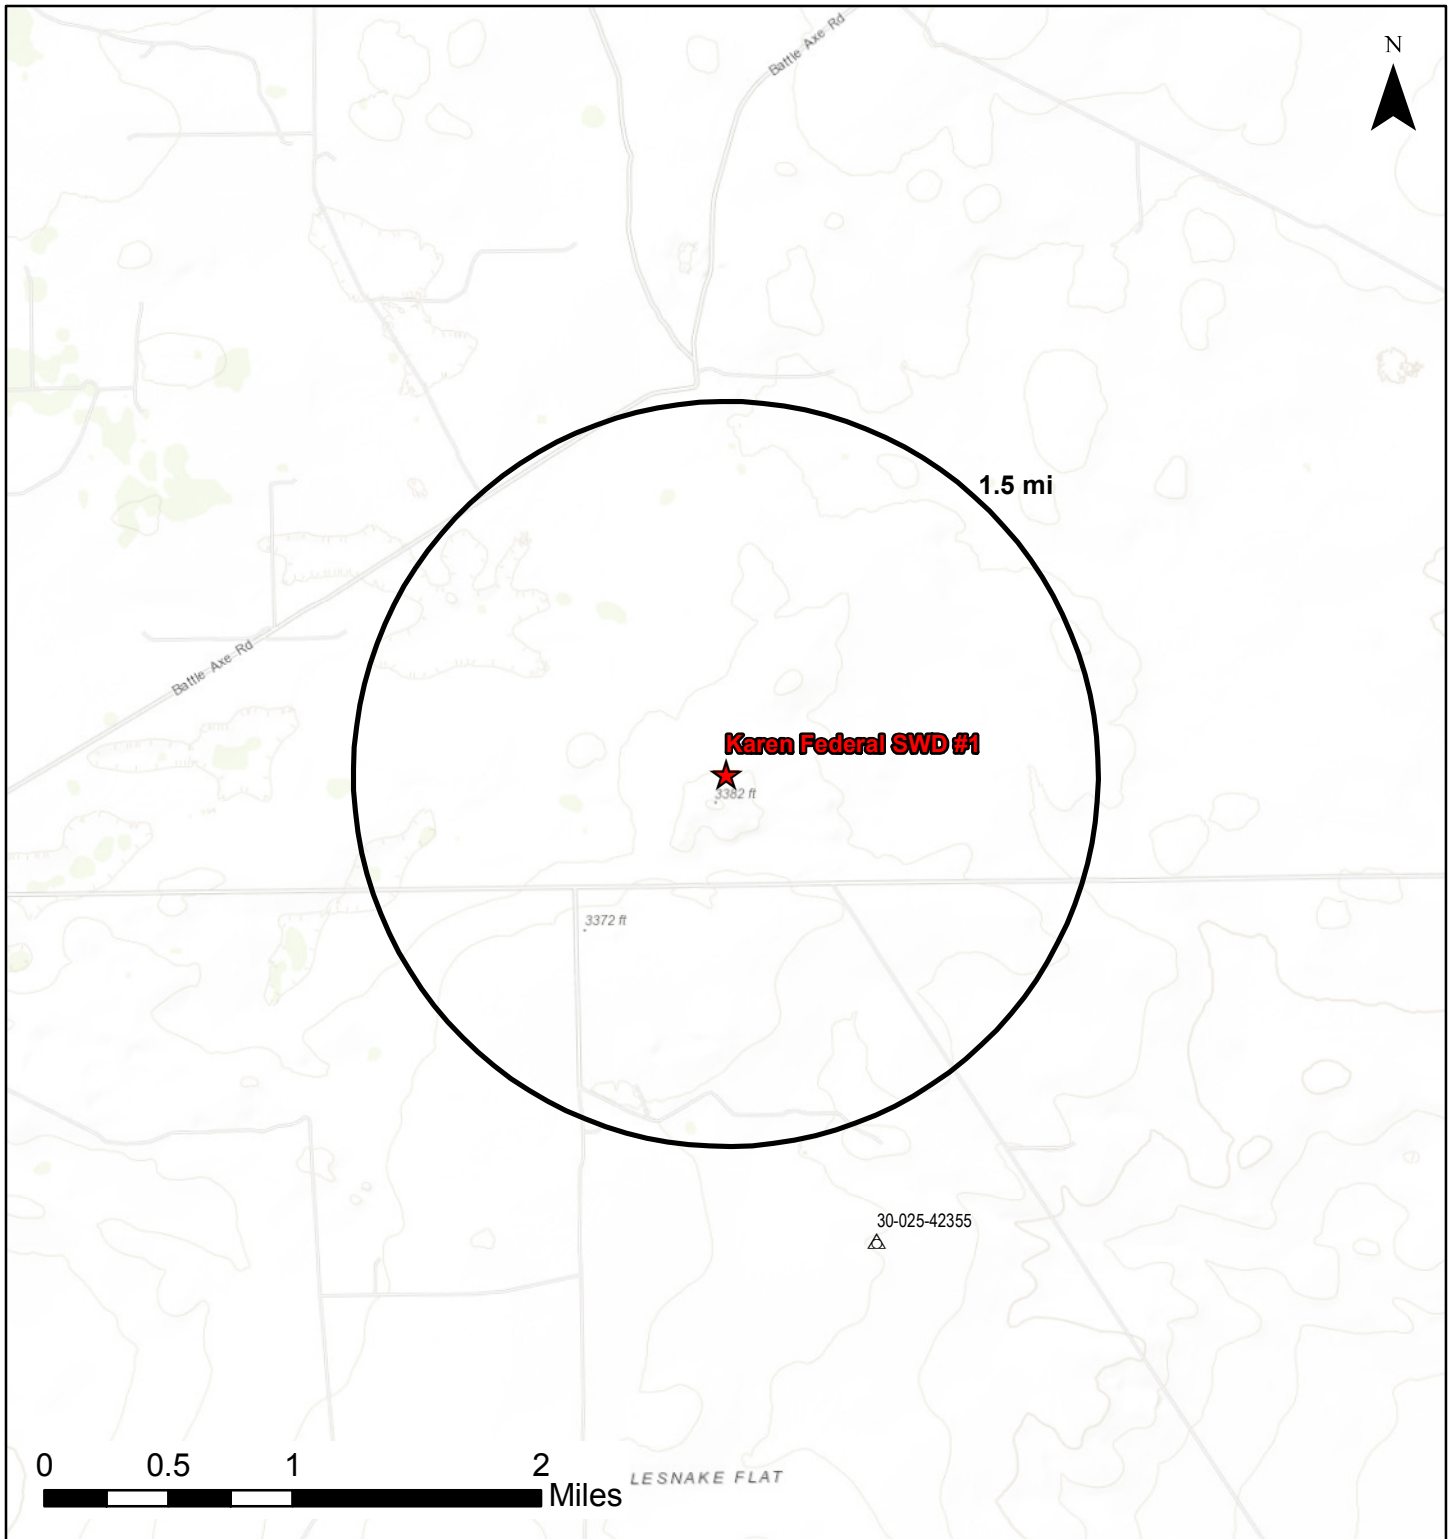 Battle Axe Rd
N
1.5 mi
Battle Axe Rd
Karen Federal SWD #1
3382 ft
3372 ft
30-025-42355
0 0.5 1 2
Miles
LESNAKE FLAT